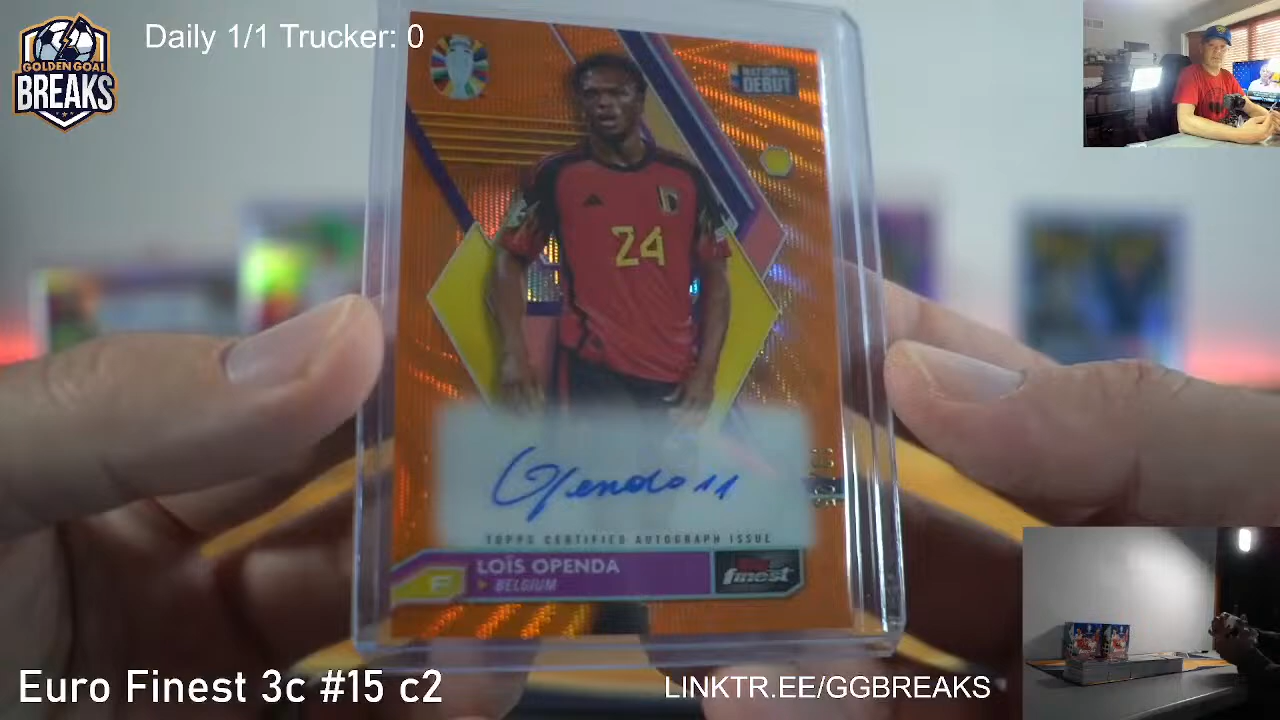 GOLDEN GOAL
BREAKS
Daily 1/1 Trucker: 0
NATIONAL
DEBUT
24
Openda 11
TOPPS CERTIFIED AUTOGRAPH ISSUE
LOÏS OPENDA
F
BELGIUM
finest
Euro Finest 3c #15 c2
LINKTR.EE/GGBREAKS